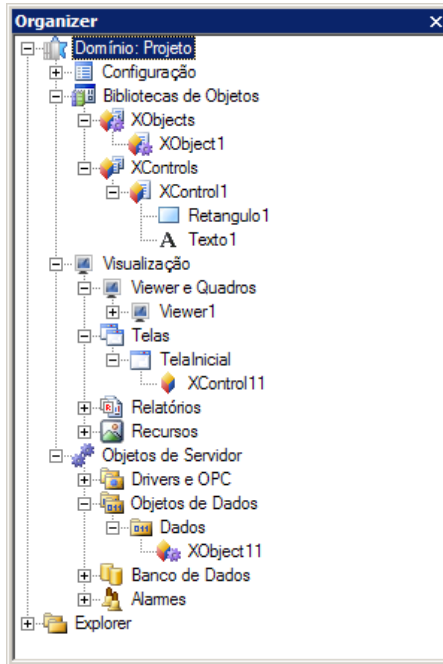 Organizer
Domínio: Projeto
Configuração
Bibliotecas de Objetos
XObjects
XObject1
XControls
XControl1
Retangulo1
A Texto1
Visualização
Viewer e Quadros
Viewer1
Telas
TelaInicial
XControl11
Relatórios
Recursos
Objetos de Servidor
Drivers e OPC
Objetos de Dados
Dados
XObject11
Banco de Dados
Alarmes
Explorer